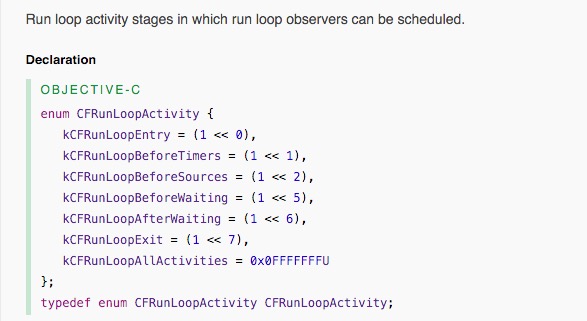 Run loop activity stages in which run loop observers can be scheduled.
Declaration
OBJECTIVE-C
enum CFRunLoopActivity {
kCFRunLoopEntry = (1 << 0),
kCFRunLoopBeforeTimers = (1 << 1),
kCFRunLoopBeforeSources = (1 << 2),
kCFRunLoopBeforeWaiting = (1 << 5),
kCFRunLoopAfterWaiting = (1 << 6),
kCFRunLoopExit = (1 << 7),
kCFRunLoopAllActivities = 0x0FFFFFFFU
};
typedef enum CFRunLoopActivity CFRunLoopActivity;